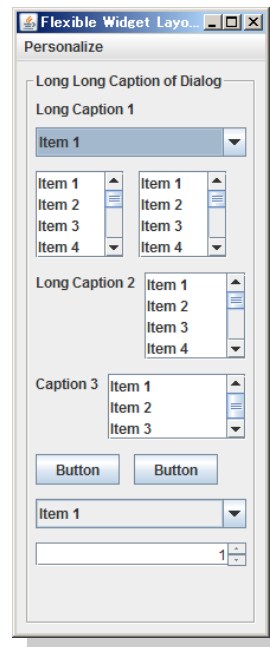 Flexible Widget Layo...
Personalize
Long Long Caption of Dialog
Long Caption 1
Item 1
Item 1 Item 1
Item 2 Item 2
Item 3 Item 3
Item 4 Item 4
Long Caption 2 Item 1
Item 2
Item 3
Item 4
Caption 3 Item 1
Item 2
Item 3
Button Button
Item 1
1